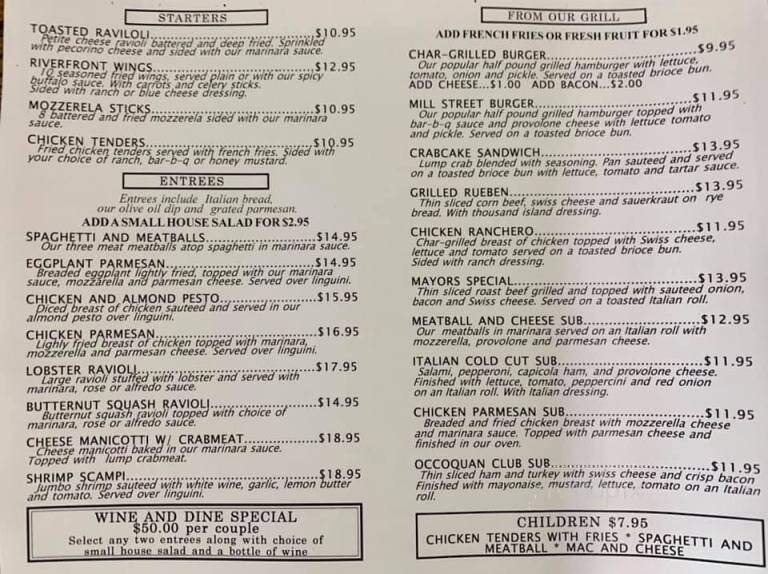 STARTERS
TOASTED RAVILOLI...$10.95
Petite cheese ravioli battered and deep fried. Sprinkled
with pecorino cheese and sided with our marinara sauce.
RIVERFRONT WINGS...$12.95
10 seasoned fried wings, served plain or with our spicy
buffalo sauce. With carrots and celery sticks.
Sided with ranch or blue cheese dressing.
MOZZERELA STICKS...$10.95
8 battered and fried mozzerela sided with our marinara
sauce.
CHICKEN TENDERS...$10.95
Fried chicken tenders served with french fries. Sided with
your choice of ranch, bar-b-q or honey mustard.
ENTREES
Entrees include Italian bread,
our olive oil dip and grated parmesan.
ADD A SMALL HOUSE SALAD FOR $2.95
SPAGHETTI AND MEATBALLS...$14.95
Our three meat meatballs atop spaghetti in marinara sauce.
EGGPLANT PARMESAN...$14.95
Breaded eggplant lightly fried, topped with our marinara
sauce, mozzarella and parmesan cheese. Served over linguini.
CHICKEN AND ALMOND PESTO...$15.95
Diced breast of chicken sauteed and served in our
almond pesto over linguini.
CHICKEN PARMESAN...$16.95
Lighly fried breast of chicken topped with marinara,
mozzerella and parmesan cheese. Served over linguini.
LOBSTER RAVIOLI...$17.95
Large ravioli stuffed with lobster and served with
marinara, rose or alfredo sauce.
BUTTERNUT SQUASH RAVIOLI...$14.95
Butternut squash ravioli topped with choice of
marinara, rose or alfredo sauce.
CHEESE MANICOTTI W/ CRABMEAT...$18.95
Cheese manicotti baked in our marinara sauce.
Topped with lump crabmeat.
SHRIMP SCAMPI...$18.95
Jumbo shrimp sauteed with white wine, garlic, lemon butter
and tomato. Served over linguini.
WINE AND DINE SPECIAL
$50.00 per couple
Select any two entrees along with choice of
small house salad and a bottle of wine
FROM OUR GRILL
ADD FRENCH FRIES OR FRESH FRUIT FOR $1.95
CHAR-GRILLED BURGER...$9.95
Our popular half pound grilled hamburger with lettuce,
tomato, onion and pickle. Served on a toasted brioce bun.
ADD CHEESE...$1.00 ADD BACON...$2.00
MILL STREET BURGER...$11.95
Our popular half pound grilled hamburger topped with
bar-b-q sauce and provolone cheese with lettuce tomato
and pickle. Served on a toasted brioce bun.
CRABCAKE SANDWICH...$13.95
Lump crab blended with seasoning. Pan sauteed and served
on a toasted brioce bun with lettuce, tomato and tartar sauce.
GRILLED RUEBEN...$13.95
Thin sliced corn beef, swiss cheese and sauerkraut on rye
bread. With thousand island dressing.
CHICKEN RANCHERO...$11.95
Char-grilled breast of chicken topped with Swiss cheese,
lettuce and tomato served on a toasted brioce bun.
Sided with ranch dressing.
MAYORS SPECIAL...$13.95
Thin sliced roast beef grilled and topped with sauteed onion,
bacon and Swiss cheese. Served on a toasted Italian roll.
MEATBALL AND CHEESE SUB...$12.95
Our meatballs in marinara served on an Italian roll with
mozzerella, provolone and parmesan cheese.
ITALIAN COLD CUT SUB...$11.95
Salami, pepperoni, capicola ham, and provolone cheese.
Finished with lettuce, tomato, peppercini and red onion
on an Italian roll. With Italian dressing.
CHICKEN PARMESAN SUB...$11.95
Breaded and fried chicken breast with mozzerella cheese
and marinara sauce. Topped with parmesan cheese and
finished in our oven.
OCCOQUAN CLUB SUB...$11.95
Thin sliced ham and turkey with swiss cheese and crisp bacon
Finished with mayonaise, mustard, lettuce, tomato on an Italian
roll.
CHILDREN $7.95
CHICKEN TENDERS WITH FRIES * SPAGHETTI AND
MEATBALL * MAC AND CHEESE